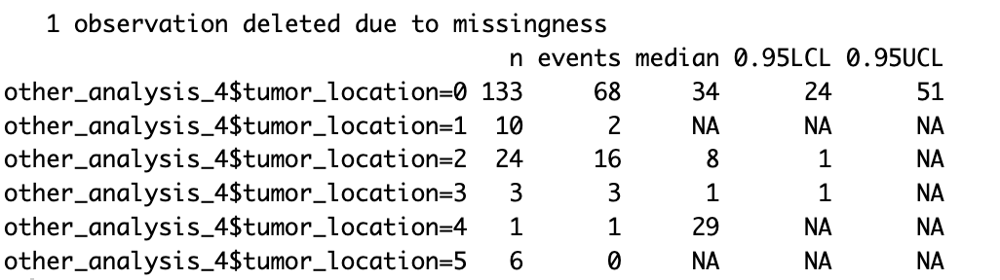 1 observation deleted due to missingness
n events median 0.95LCL 0.95UCL
other_analysis_4$tumor_location=0 133 68 34 24 51
other_analysis_4$tumor_location=1 10 2 NA NA NA
other_analysis_4$tumor_location=2 24 16 8 1 NA
other_analysis_4$tumor_location=3 3 3 1 1 NA
other_analysis_4$tumor_location=4 1 1 29 NA NA
other_analysis_4$tumor_location=5 6 0 NA NA NA